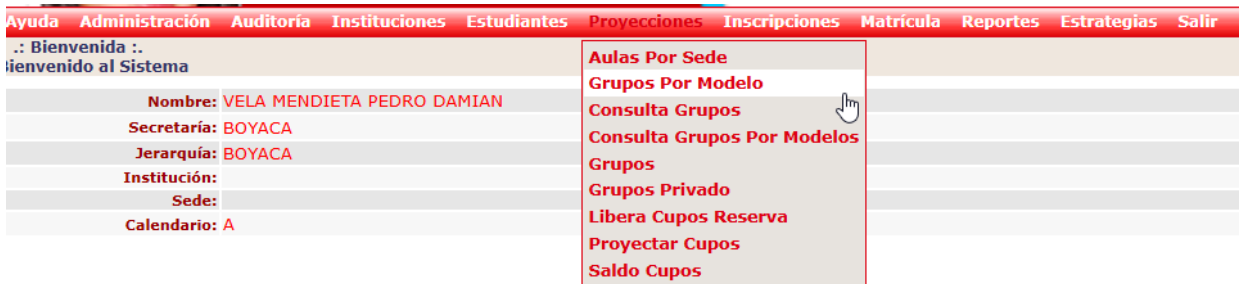 Ayuda Administración Auditoría Instituciones Estudiantes Proyecciones Inscripciones Matrícula Reportes Estrategias Salir
.: Bienvenida :.
Bienvenido al Sistema
Nombre: VELA MENDIETA PEDRO DAMIAN
Secretaría: BOYACA
Jerarquía: BOYACA
Institución:
Sede:
Calendario: A
Aulas Por Sede
Grupos Por Modelo
Consulta Grupos
Consulta Grupos Por Modelos
Grupos
Grupos Privado
Libera Cupos Reserva
Proyectar Cupos
Saldo Cupos